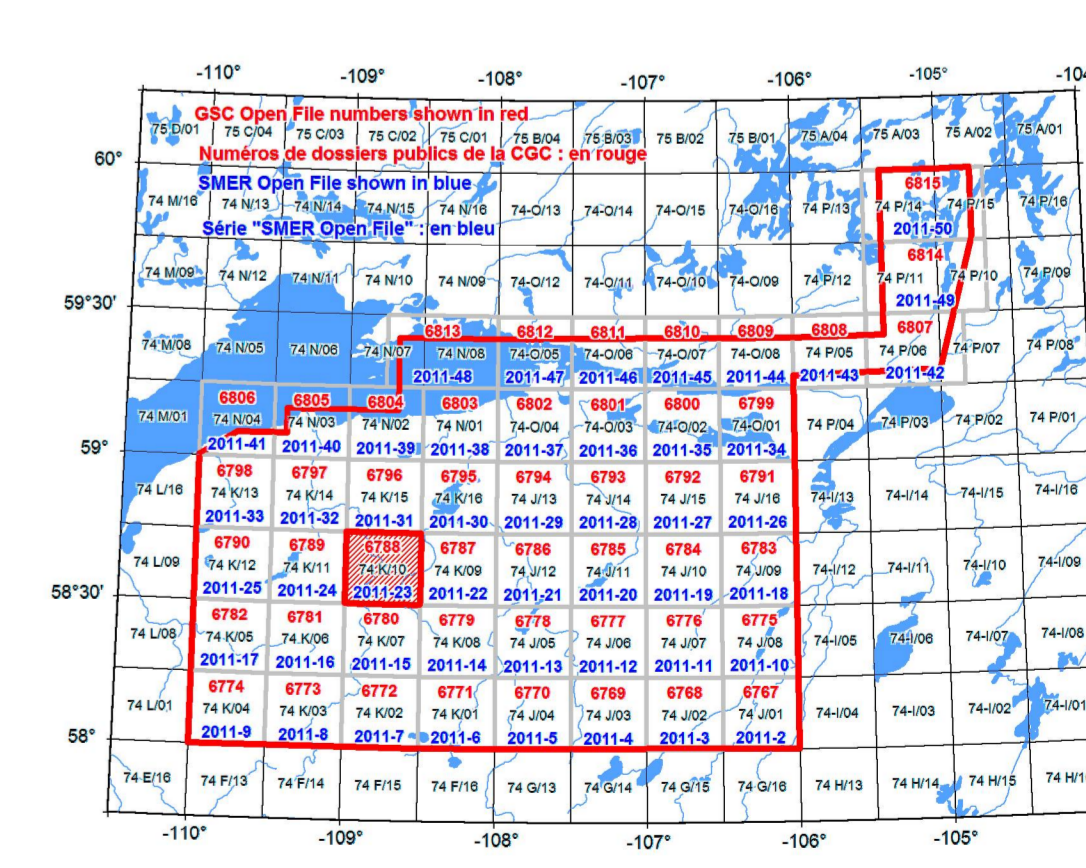 -110° -109° -108° -107° -106° -105° -104
GSC Open File numbers shown in red
75 D/01 75 C/04 75 C/03 75 C/02 75 C/01 75 B/04 75 B/03 75 B/02 75 B/01 75 A/04 75 A/03 75 A/02 75 A/01
60°
Numéros de dossiers publics de la CGC : en rouge
SMER Open File shown in blue
6815
74 M/16 74 N/13 74 N/14 74 N/15 74 N/16 74-O/13 74-O/14 74-O/15 74-O/16 74 P/13 74 P/14 74 P/15 74 P/16
Série "SMER Open File" : en bleu
2011-50
6814
74 M/09 74 N/12 74 N/11 74 N/10 74 N/09 74-O/12 74-O/11 74-O/10 74-O/09 74 P/12 74 P/11 74 P/10 74 P/09
59°30'
2011-49
6813 6812 6811 6810 6809 6808 6807
74 M/08 74 N/05 74 N/06 74 N/07 74 N/08 74-O/05 74-O/06 74-O/07 74-O/08 74 P/05 74 P/06 74 P/07 74 P/08
2011-48 2011-47 2011-46 2011-45 2011-44 2011-43 2011-42
6806 6805 6804 6803 6802 6801 6800 6799
74 M/01 74 N/04 74 N/03 74 N/02 74 N/01 74-O/04 74-O/03 74-O/02 74-O/01 74 P/04 74 P/03 74 P/02 74 P/01
59°
2011-41 2011-40 2011-39 2011-38 2011-37 2011-36 2011-35 2011-34
6798 6797 6796 6795 6794 6793 6792 6791
74 L/16 74 K/13 74 K/14 74 K/15 74 K/16 74 J/13 74 J/14 74 J/15 74 J/16 74-I/13 74-I/14 74-I/15 74-I/16
2011-33 2011-32 2011-31 2011-30 2011-29 2011-28 2011-27 2011-26
6790 6789 6788 6787 6786 6785 6784 6783
74 L/09 74 K/12 74 K/11 74 K/10 74 K/09 74 J/12 74 J/11 74 J/10 74 J/09 74-I/12 74-I/11 74-I/10 74-I/09
58°30'
2011-25 2011-24 2011-23 2011-22 2011-21 2011-20 2011-19 2011-18
6782 6781 6780 6779 6778 6777 6776 6775
74 L/08 74 K/05 74 K/06 74 K/07 74 K/08 74 J/05 74 J/06 74 J/07 74 J/08 74-I/05 74-I/06 74-I/07 74-I/08
2011-17 2011-16 2011-15 2011-14 2011-13 2011-12 2011-11 2011-10
6774 6773 6772 6771 6770 6769 6768 6767
74 L/01 74 K/04 74 K/03 74 K/02 74 K/01 74 J/04 74 J/03 74 J/02 74 J/01 74-I/04 74-I/03 74-I/02 74-I/01
58°
2011-9 2011-8 2011-7 2011-6 2011-5 2011-4 2011-3 2011-2
74 E/16 74 F/13 74 F/14 74 F/15 74 F/16 74 G/13 74 G/14 74 G/15 74 G/16 74 H/13 74 H/14 74 H/15 74 H/1
-110° -109° -108° -107° -106° -105°